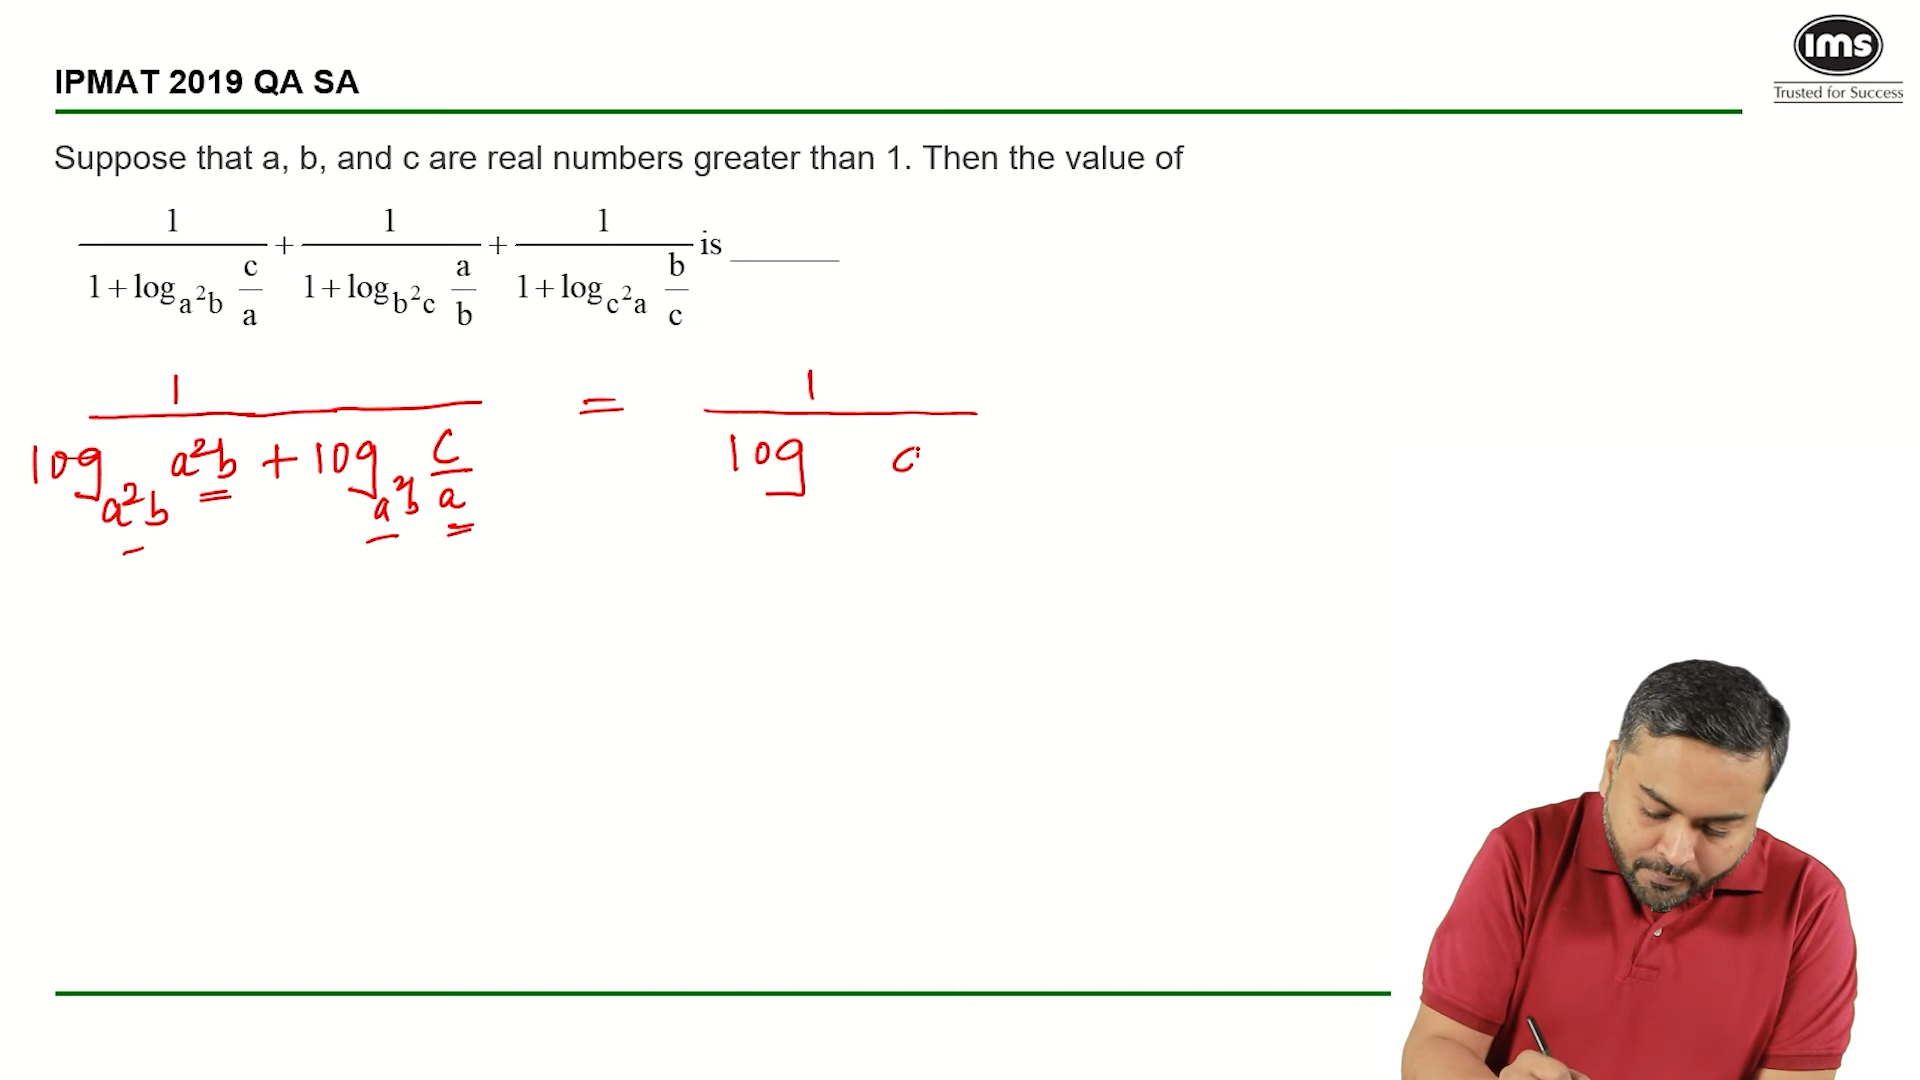 ims
Trusted for Success
IPMAT 2019 QA SA
Suppose that a, b, and c are real numbers greater than 1. Then the value of
1/(1+log_{a²b} c/a) + 1/(1+log_{b²c} a/b) + 1/(1+log_{c²a} b/c) is ______
1/(log_{a²b} a²b + log_{a²b} c/a) = 1/(log c)